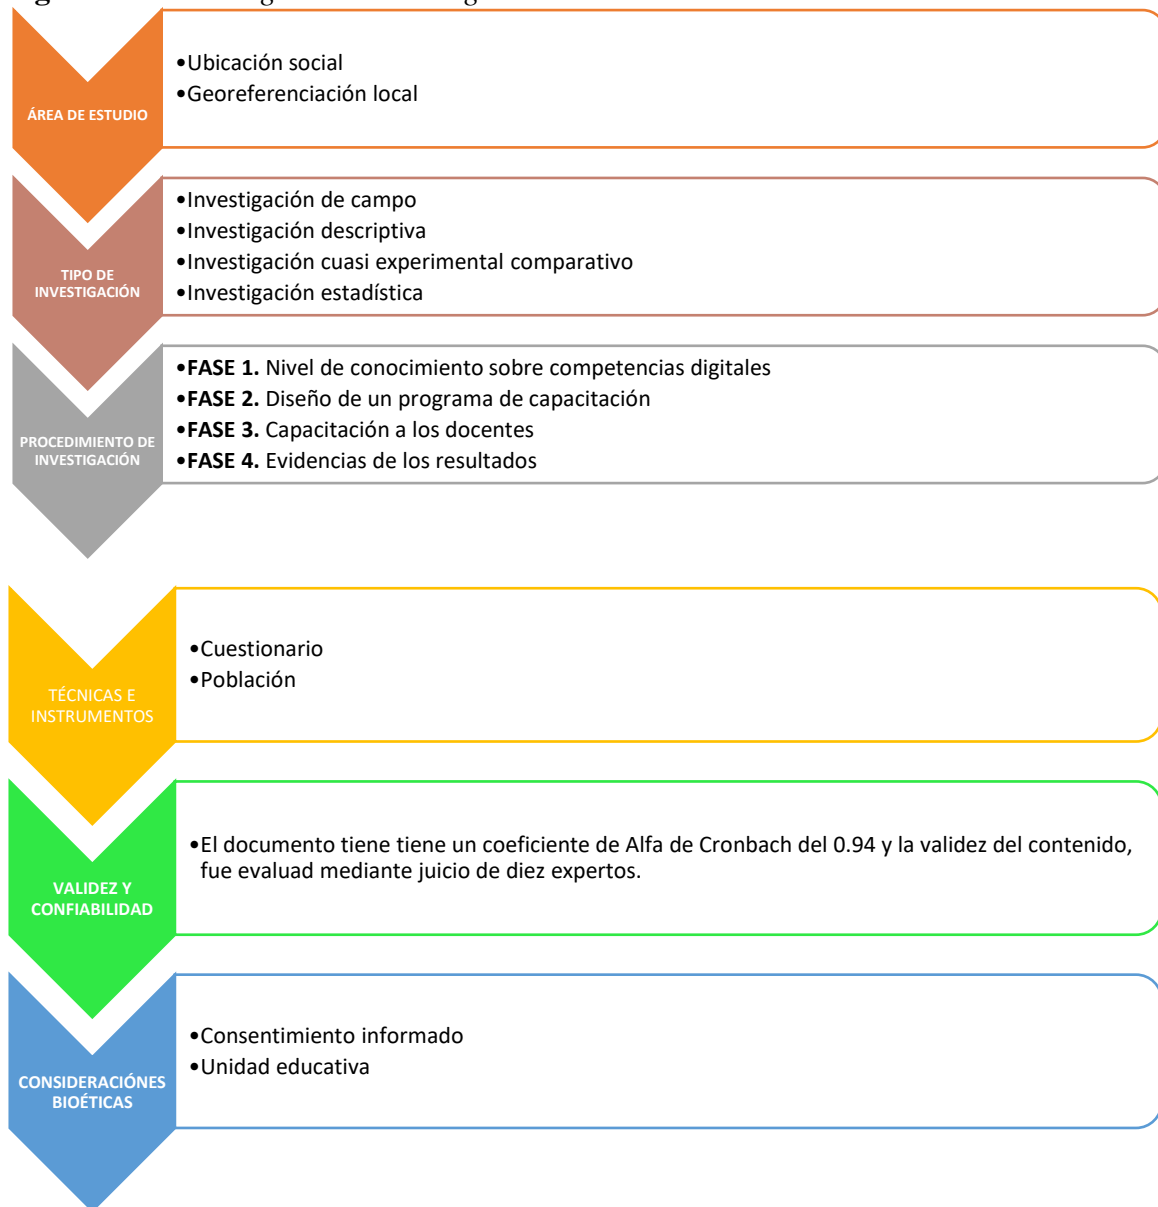 •Ubicación social
•Georeferenciación local
ÁREA DE ESTUDIO
•Investigación de campo
•Investigación descriptiva
•Investigación cuasi experimental comparativo
•Investigación estadística
TIPO DE
INVESTIGACIÓN
•FASE 1. Nivel de conocimiento sobre competencias digitales
•FASE 2. Diseño de un programa de capacitación
•FASE 3. Capacitación a los docentes
•FASE 4. Evidencias de los resultados
PROCEDIMIENTO DE
INVESTIGACIÓN
•Cuestionario
•Población
TÉCNICAS E
INSTRUMENTOS
•El documento tiene tiene un coeficiente de Alfa de Cronbach del 0.94 y la validez del contenido,
fue evaluad mediante juicio de diez expertos.
VALIDEZ Y
CONFIABILIDAD
•Consentimiento informado
•Unidad educativa
CONSIDERACIÓNES
BIOÉTICAS